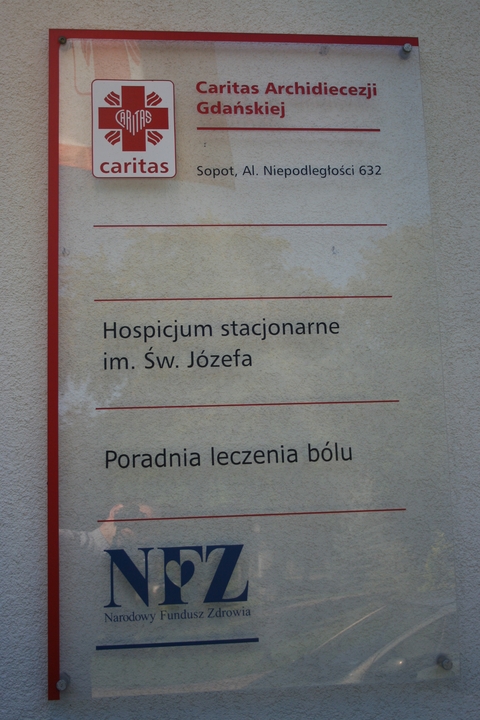 Caritas Archidiecezji
Gdańskiej
CARITAS
caritas
Sopot, Al. Niepodległości 632
Hospicjum stacjonarne
im. Św. Józefa
Poradnia leczenia bólu
NFZ
Narodowy Fundusz Zdrowia